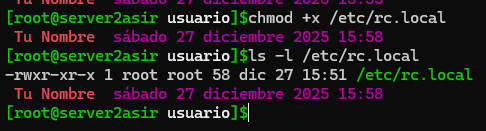 [root@server2asir usuario]$chmod +x /etc/rc.local
Tu Nombre sábado 27 diciembre 2025 15:58
[root@server2asir usuario]$ls -l /etc/rc.local
-rwxr-xr-x 1 root root 58 dic 27 15:51 /etc/rc.local
Tu Nombre sábado 27 diciembre 2025 15:58
[root@server2asir usuario]$